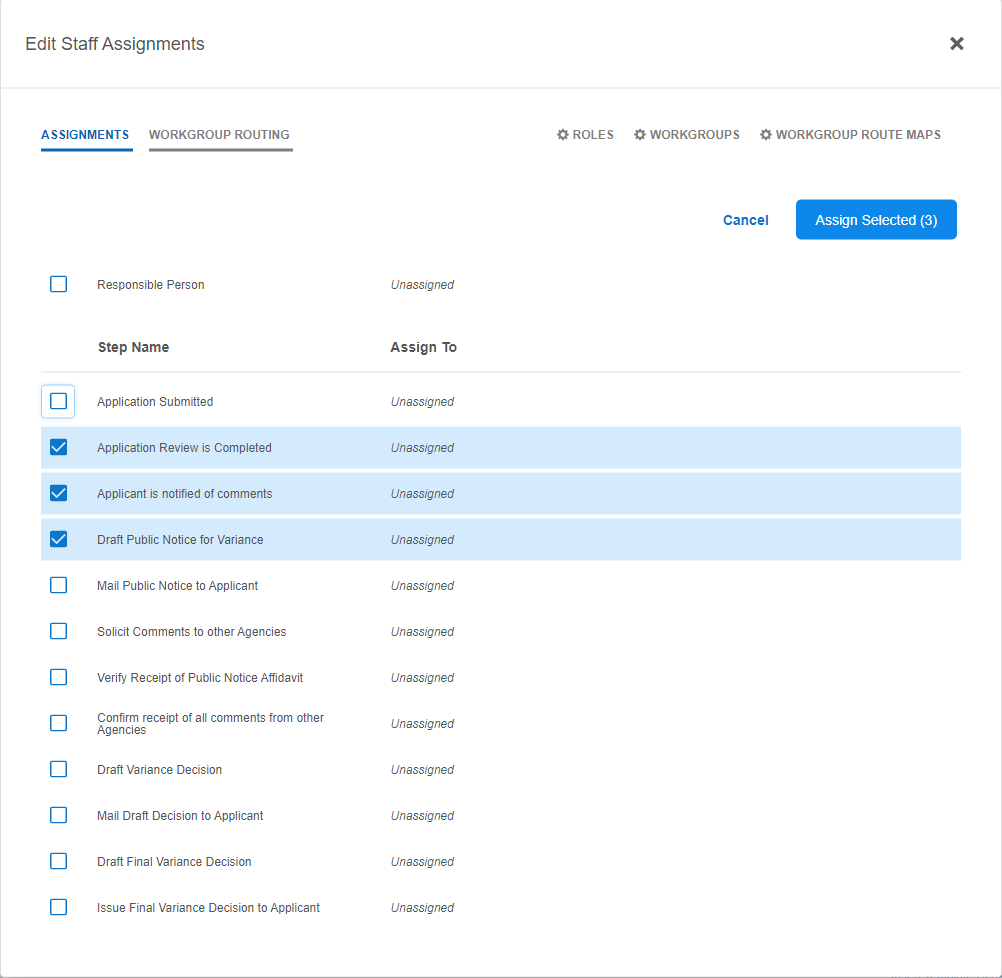 Edit Staff Assignments
ASSIGNMENTS WORKGROUP ROUTING ROLES WORKGROUPS WORKGROUP ROUTE MAPS
Cancel Assign Selected (3)
Responsible Person Unassigned
Step Name Assign To
Application Submitted Unassigned
Application Review is Completed Unassigned
Applicant is notified of comments Unassigned
Draft Public Notice for Variance Unassigned
Mail Public Notice to Applicant Unassigned
Solicit Comments to other Agencies Unassigned
Verify Receipt of Public Notice Affidavit Unassigned
Confirm receipt of all comments from other
Agencies Unassigned
Draft Variance Decision Unassigned
Mail Draft Decision to Applicant Unassigned
Draft Final Variance Decision Unassigned
Issue Final Variance Decision to Applicant Unassigned